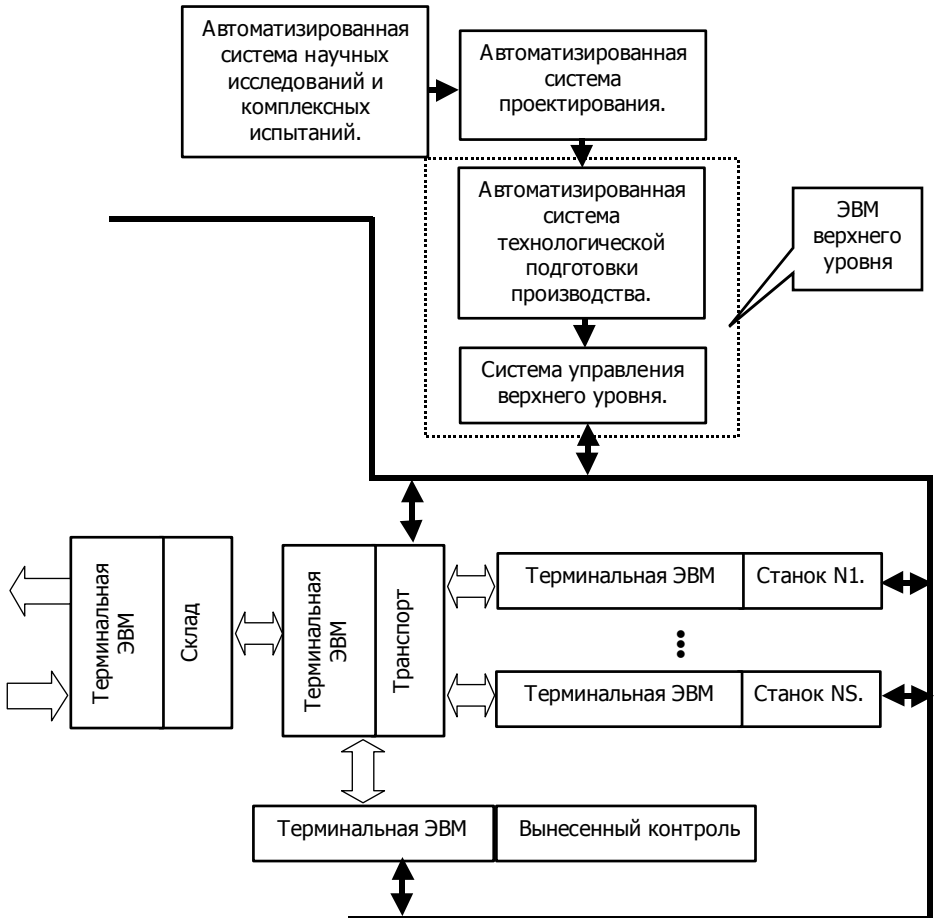 Автоматизированная
система научных
исследований и
комплексных
испытаний.
Автоматизированная
система
проектирования.
Автоматизированная
система
технологической
подготовки
производства.
ЭВМ
верхнего
уровня
Система управления
верхнего уровня.
Терминальная
ЭВМ
Склад
Терминальная
ЭВМ
Транспорт
Терминальная ЭВМ
Станок N1.
Терминальная ЭВМ
Станок NS.
Терминальная ЭВМ
Вынесенный контроль